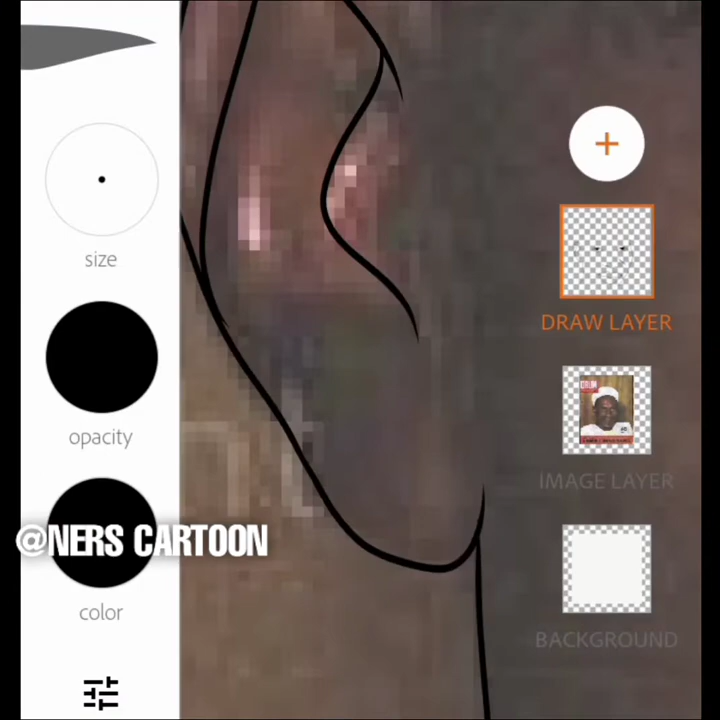 size
opacity
@NERS CARTOON
color
+
DRAW LAYER
IMAGE LAYER
BACKGROUND